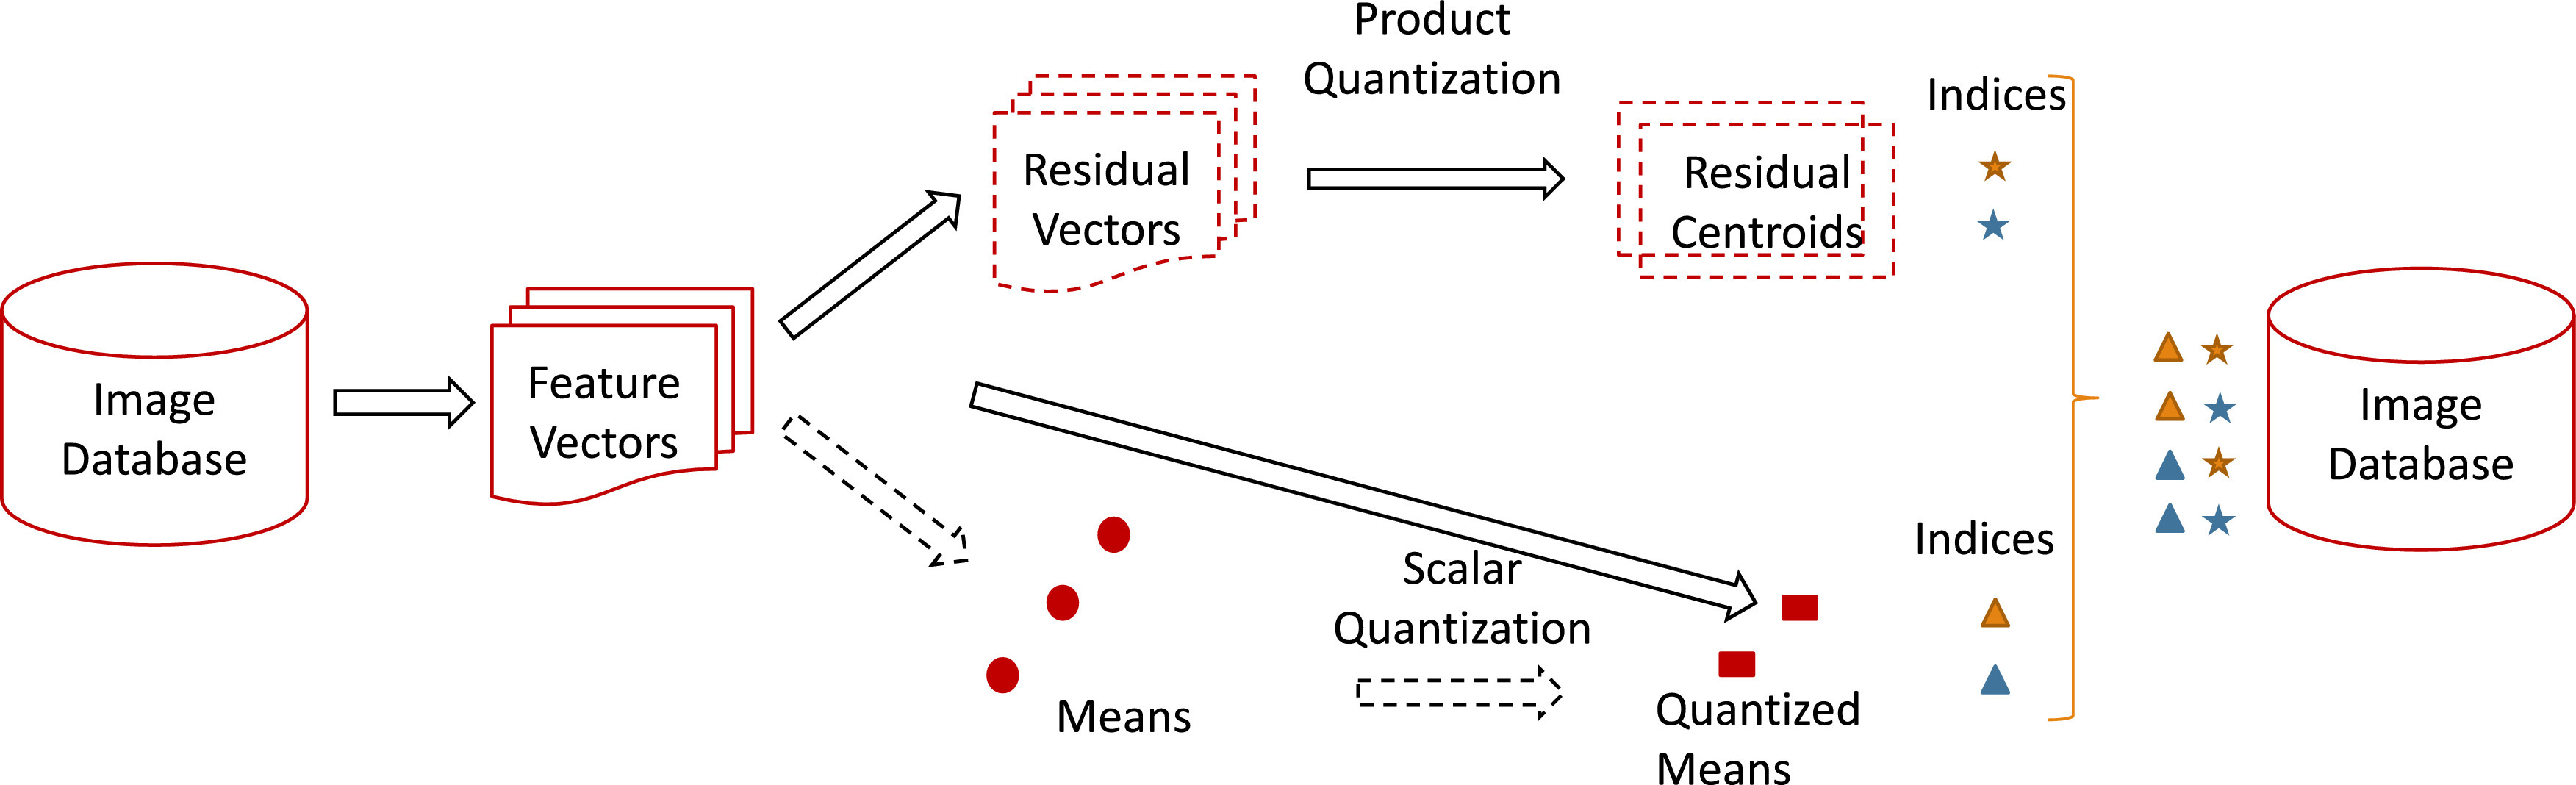 Image
Database
Feature
Vectors
Residual
Vectors
Product
Quantization
Residual
Centroids
Indices
Means
Scalar
Quantization
Quantized
Means
Indices
Image
Database